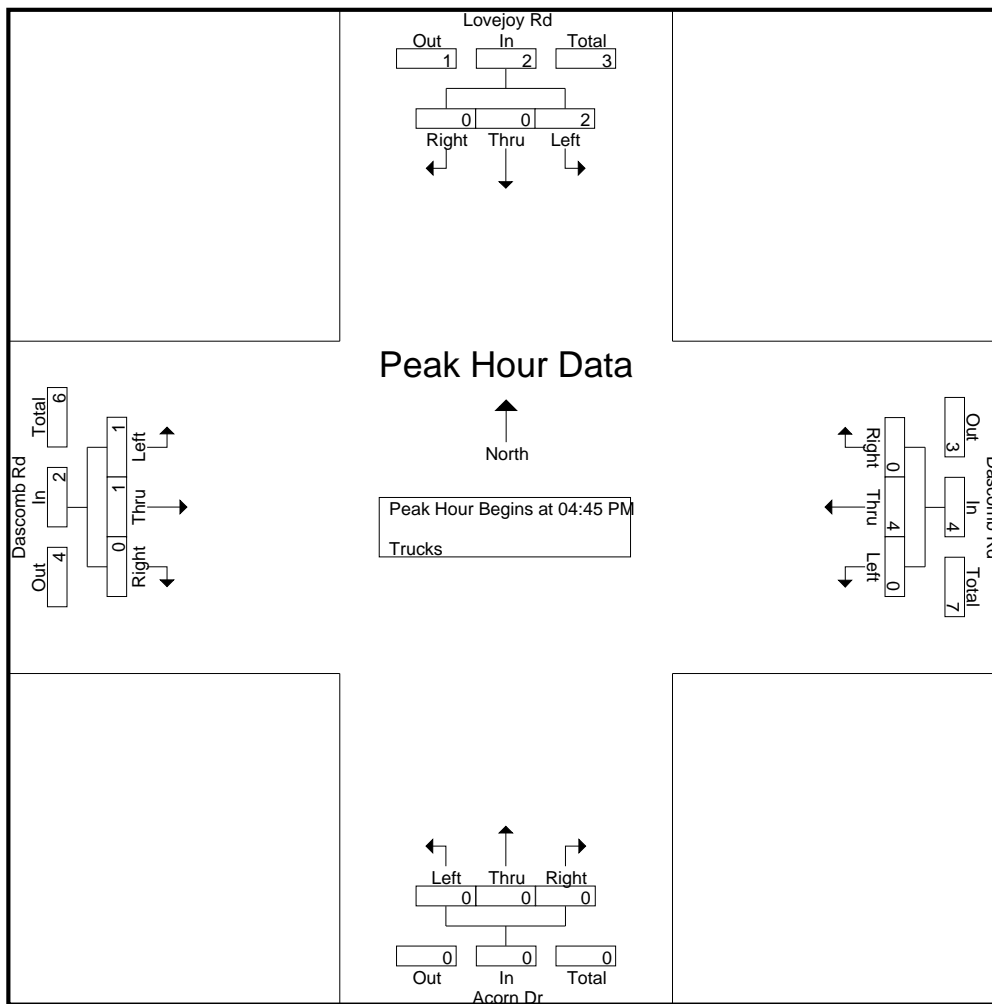 Lovejoy Rd
Out In Total
1 2 3
0 0 2
Right Thru Left
Peak Hour Data
North
Peak Hour Begins at 04:45 PM
Trucks
Dascomb Rd
Total In Out
6 2 4
1 1 0
Left Thru Right
Dascomb Rd
Out In Total
3 4 7
0 4 0
Right Thru Left
Left Thru Right
0 0 0
0 0 0
Out In Total
Acorn Dr